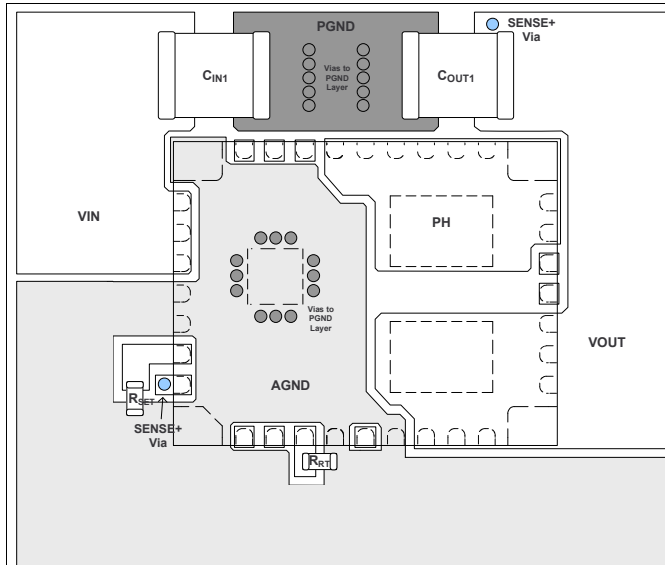 PGND
SENSE+
Via
CIN1
Vias to
PGND
Layer
COUT1
VIN
PH
Vias to
PGND
Layer
AGND
VOUT
RSET
SENSE+
Via
RRT